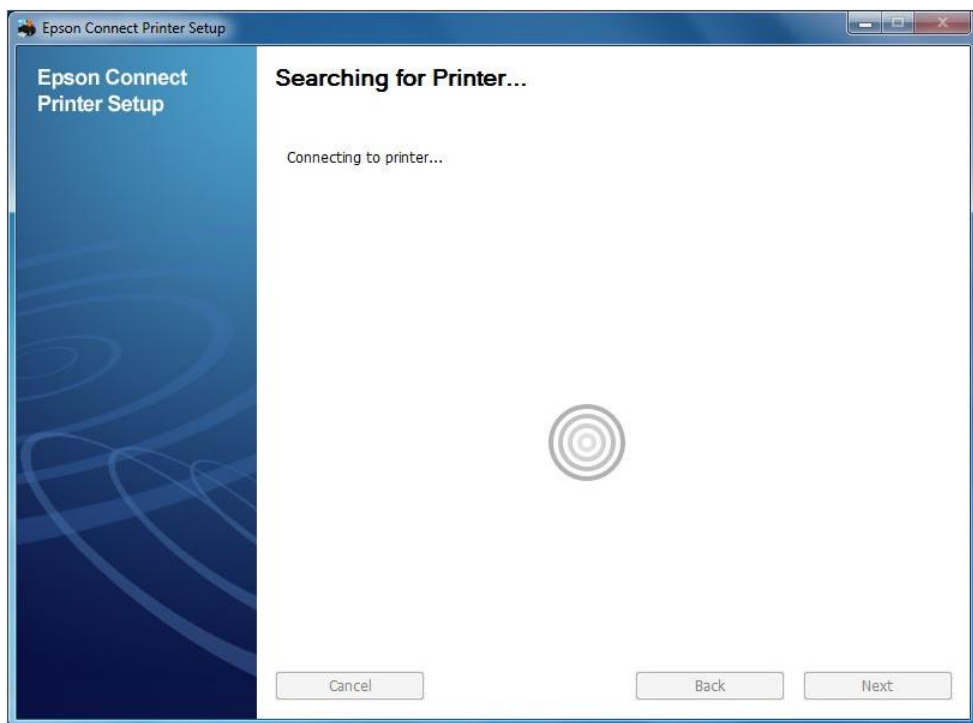 Epson Connect Printer Setup
Epson Connect
Printer Setup
Searching for Printer...
Connecting to printer...
Cancel
Back
Next